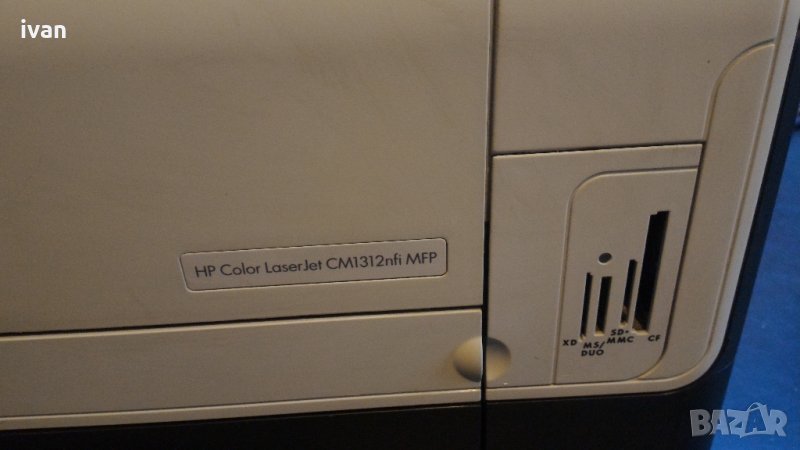 ivan
HP Color LaserJet CM1312nfi MFP
XD
MS/
DUO
SD•
MMC
CF
BAZAR